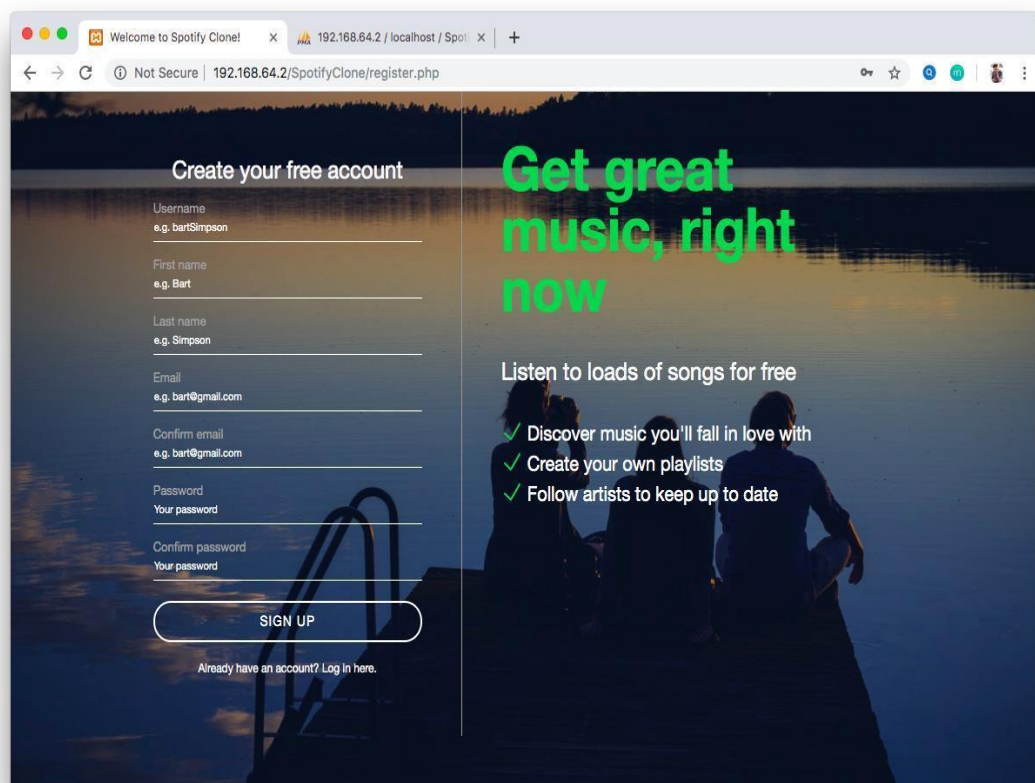 Welcome to Spotify Clone!
192.168.64.2 / localhost / Spot
Not Secure | 192.168.64.2/SpotifyClone/register.php
Create your free account
Username
e.g. bartSimpson
First name
e.g. Bart
Last name
e.g. Simpson
Email
e.g. bart@gmail.com
Confirm email
e.g. bart@gmail.com
Password
Your password
Confirm password
Your password
SIGN UP
Already have an account? Log in here.
Get great
music, right
now
Listen to loads of songs for free
Discover music you'll fall in love with
Create your own playlists
Follow artists to keep up to date